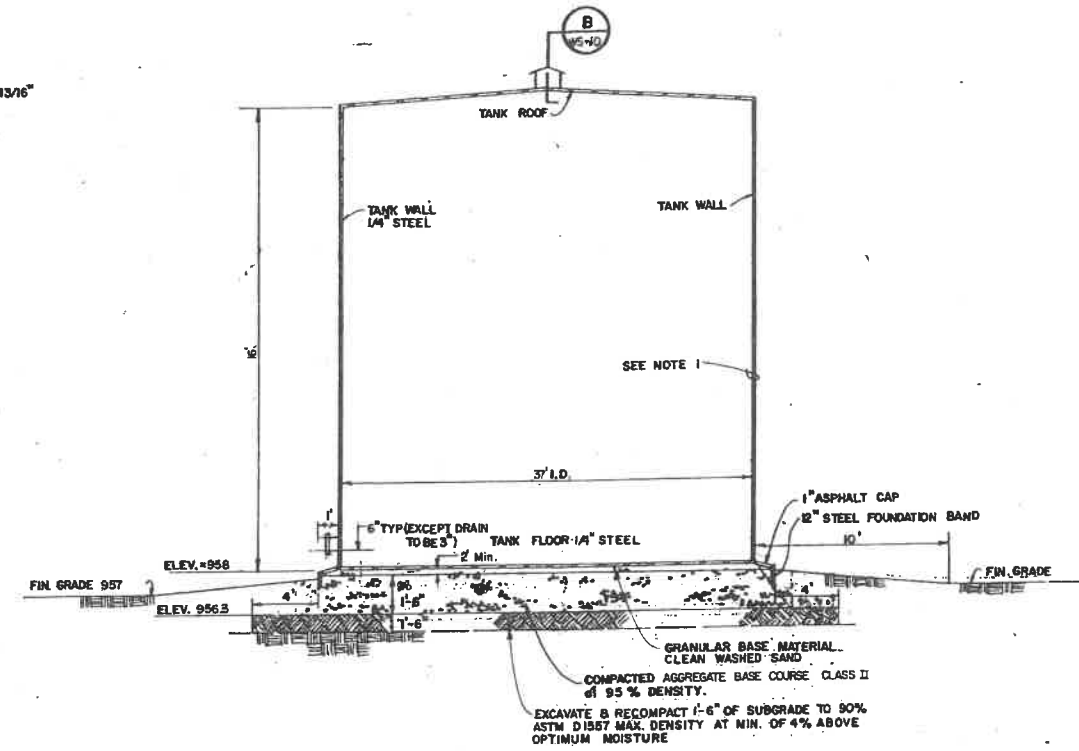 B
13/16"
TANK ROOF
TANK WALL
1/4" STEEL
TANK WALL
16'
SEE NOTE 1
37' I.D.
1"ASPHALT CAP
12" STEEL FOUNDATION BAND
1'
6" TYP(EXCEPT DRAIN
TO BE 3")
TANK FLOOR 1/4" STEEL
10'
2' Min.
ELEV.=958
FIN. GRADE 957
FIN. GRADE
4'
4'
ELEV. 956.3
1'-6"
GRANULAR BASE MATERIAL
CLEAN WASHED SAND
COMPACTED AGGREGATE BASE COURSE CLASS II
at 95 % DENSITY.
EXCAVATE & RECOMPACT 1'-6" OF SUBGRADE TO 90%
ASTM D1557 MAX. DENSITY AT MIN. OF 4% ABOVE
OPTIMUM MOISTURE